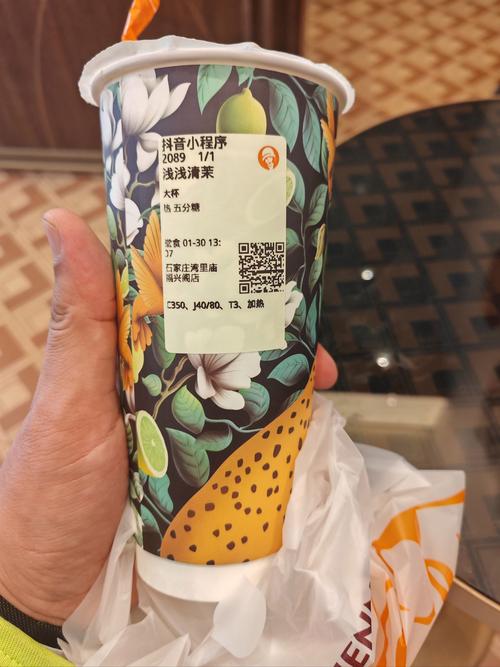 抖音小程序
2089 1/1
浅浅清茉
大杯
热 五分糖
堂食 01-30 13:
07
石家庄湾里庙
福兴阁店
C350、J40/80、T3、加热
ENA